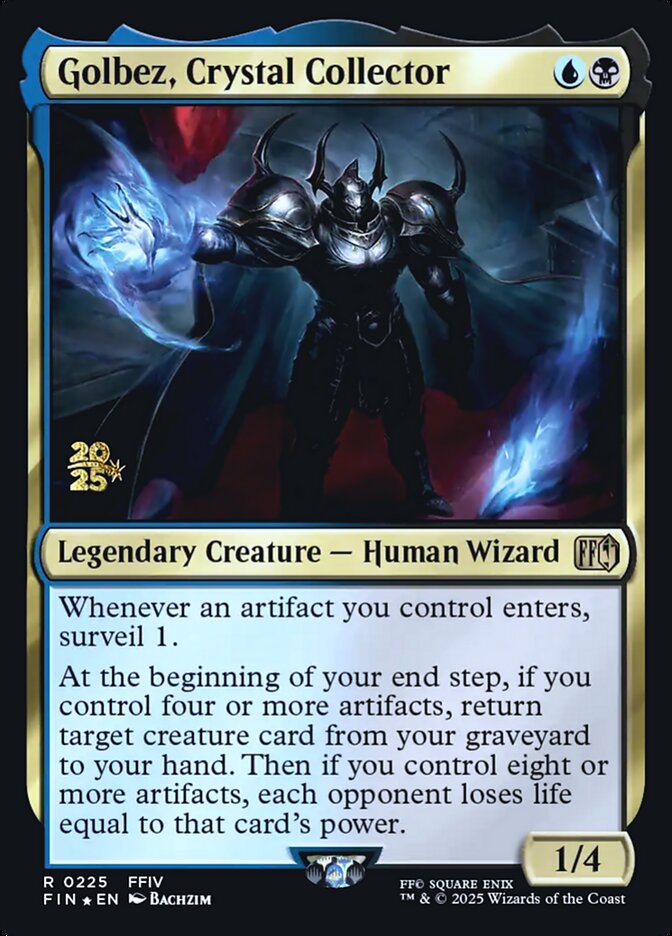 Golbez, Crystal Collector
20
25
Legendary Creature — Human Wizard
FF
Whenever an artifact you control enters,
surveil 1.
At the beginning of your end step, if you
control four or more artifacts, return
target creature card from your graveyard
to your hand. Then if you control eight or
more artifacts, each opponent loses life
equal to that card's power.
1/4
R 0225 FFIV
FIN ★ EN Bachzim
FF© SQUARE ENIX
™ & © 2025 Wizards of the Coast